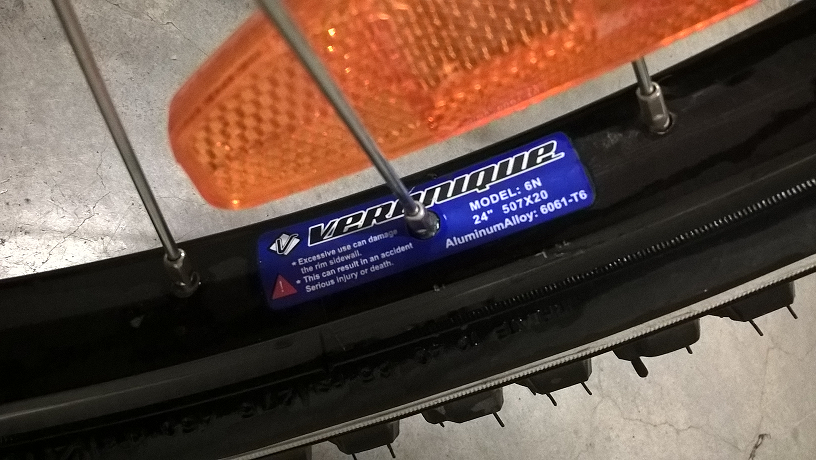 VERONIQUE
MODEL: 6N
24" 507X20
AluminumAlloy: 6061-T6
* Excessive use can damage
the rim sidewall.
* This can result in an accident
Serious injury or death.